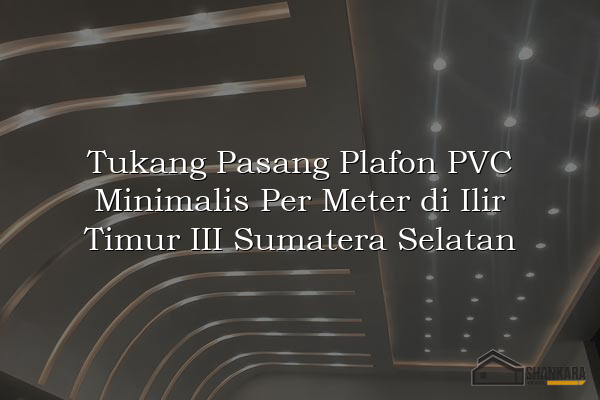 Tukang Pasang Plafon PVC
Minimalis Per Meter di Ilir
Timur III Sumatera Selatan
SHANKARA